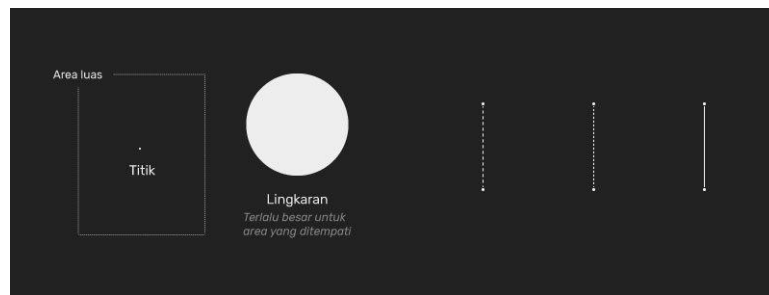 Area luas
Titik
Lingkaran
Terlalu besar untuk
area yang ditempati